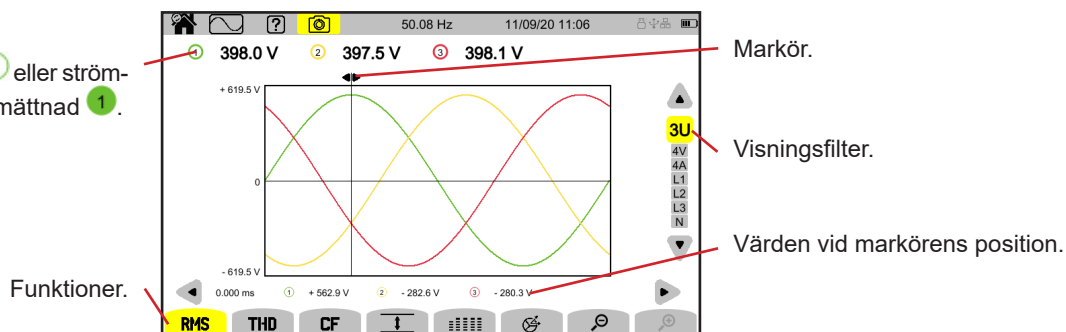 ?
50.08 Hz
11/09/20 11:06
1 398.0 V 2 397.5 V 3 398.1 V
Markör.
eller ström-
mättnad 1.
+ 619.5 V
3U
4V
4A
L1
L2
L3
N
Visningsfilter.
0
- 619.5 V
Värden vid markörens position.
0.000 ms 1 + 562.9 V 2 - 282.6 V 3 - 280.3 V
Funktioner.
RMS THD CF